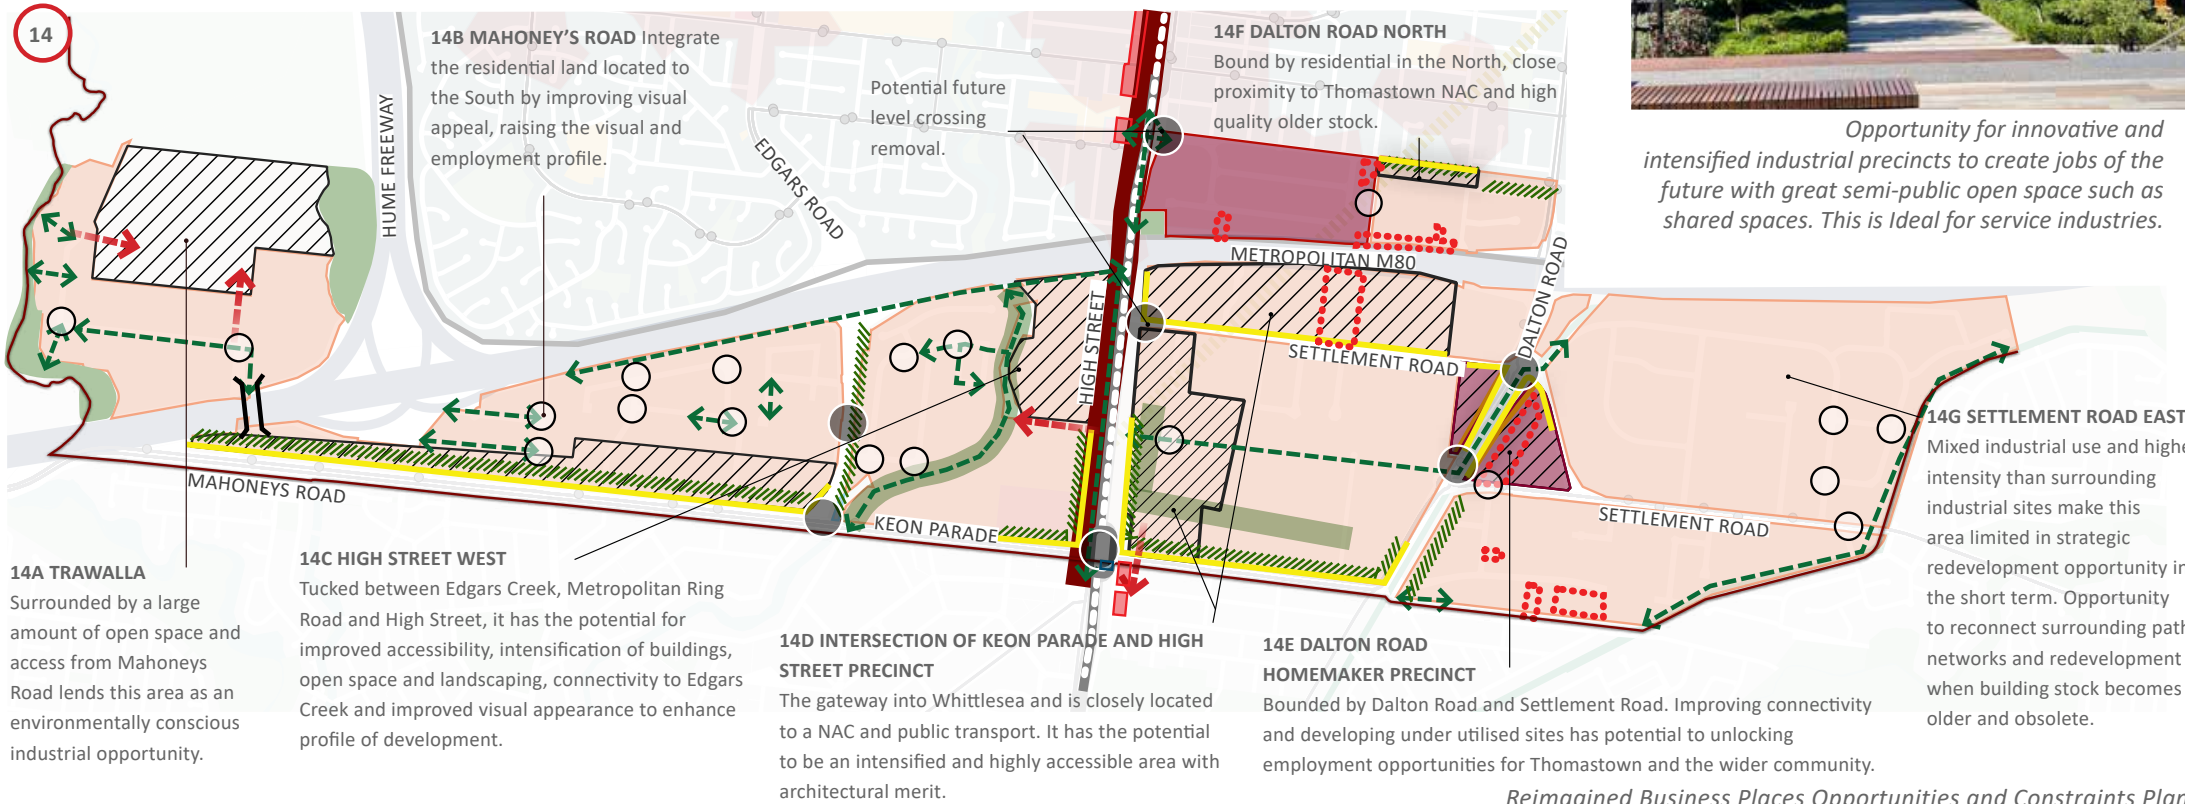 14
14B MAHONEY'S ROAD Integrate
the residential land located to
the South by improving visual
appeal, raising the visual and
employment profile.
Potential future
level crossing
removal.
14F DALTON ROAD NORTH
Bound by residential in the North, close
proximity to Thomastown NAC and high
quality older stock.
Opportunity for innovative and
intensified industrial precincts to create jobs of the
future with great semi-public open space such as
shared spaces. This is Ideal for service industries.
HUME FREEWAY
EDGARS ROAD
METROPOLITAN M80
DALTON ROAD
HIGH STREET
SETTLEMENT ROAD
MAHONEYS ROAD
KEON PARADE
SETTLEMENT ROAD
14A TRAWALLA
Surrounded by a large
amount of open space and
access from Mahoneys
Road lends this area as an
environmentally conscious
industrial opportunity.
14C HIGH STREET WEST
Tucked between Edgars Creek, Metropolitan Ring
Road and High Street, it has the potential for
improved accessibility, intensification of buildings,
open space and landscaping, connectivity to Edgars
Creek and improved visual appearance to enhance
profile of development.
14D INTERSECTION OF KEON PARADE AND HIGH
STREET PRECINCT
The gateway into Whittlesea and is closely located
to a NAC and public transport. It has the potential
to be an intensified and highly accessible area with
architectural merit.
14E DALTON ROAD
HOMEMAKER PRECINCT
Bounded by Dalton Road and Settlement Road. Improving connectivity
and developing under utilised sites has potential to unlocking
employment opportunities for Thomastown and the wider community.
14G SETTLEMENT ROAD EAST
Mixed industrial use and highe
intensity than surrounding
industrial sites make this
area limited in strategic
redevelopment opportunity in
the short term. Opportunity
to reconnect surrounding path
networks and redevelopment
when building stock becomes
older and obsolete.
Reimagined Business Places Opportunities and Constraints Plan